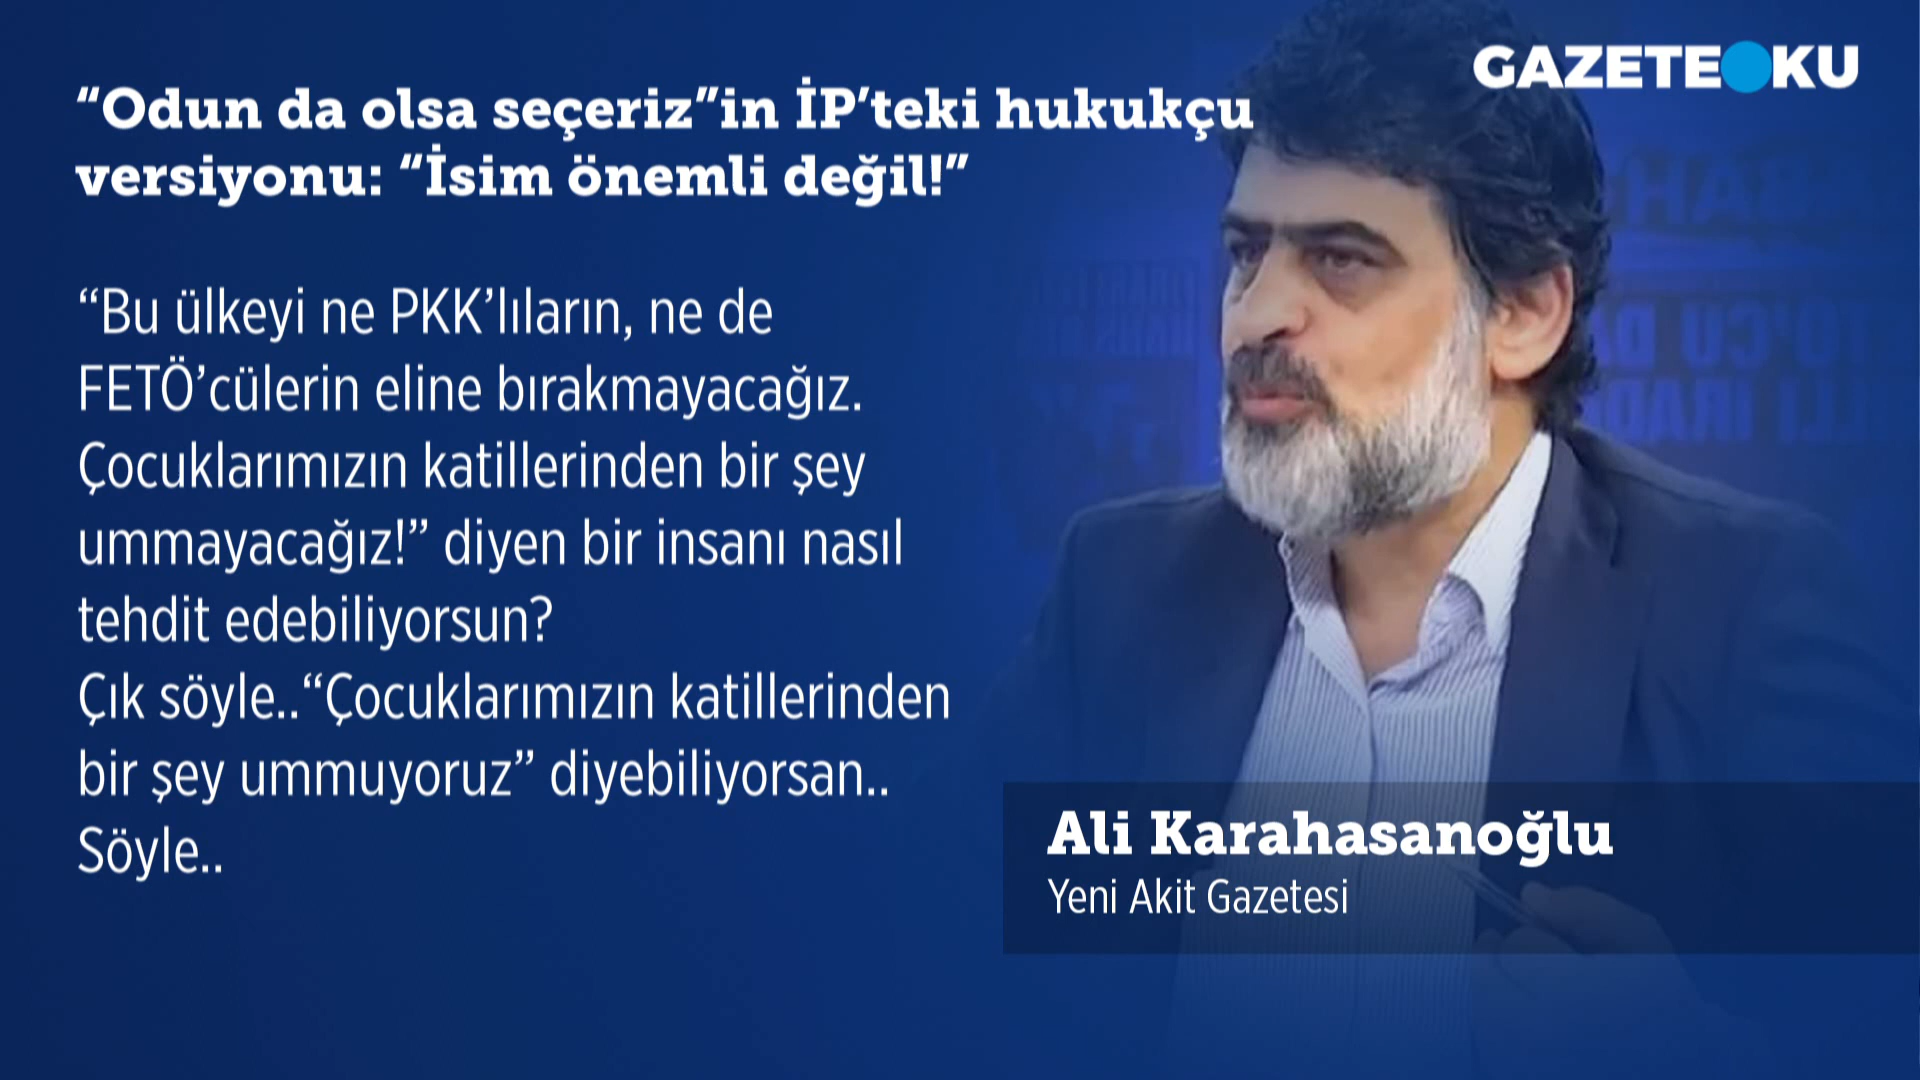 GAZETE KU
“Odun da olsa seçeriz”in İP’teki hukukçu
versiyonu: “İsim önemli değil!”
“Bu ülkeyi ne PKK’lıların, ne de
FETÖ’cülerin eline bırakmayacağız.
Çocuklarımızın katillerinden bir şey
ummayacağız!” diyen bir insanı nasıl
tehdit edebiliyorsun?
Çık söyle..“Çocuklarımızın katillerinden
bir şey ummuyoruz” diyebiliyorsan..
Söyle..
Ali Karahasanoğlu
Yeni Akit Gazetesi